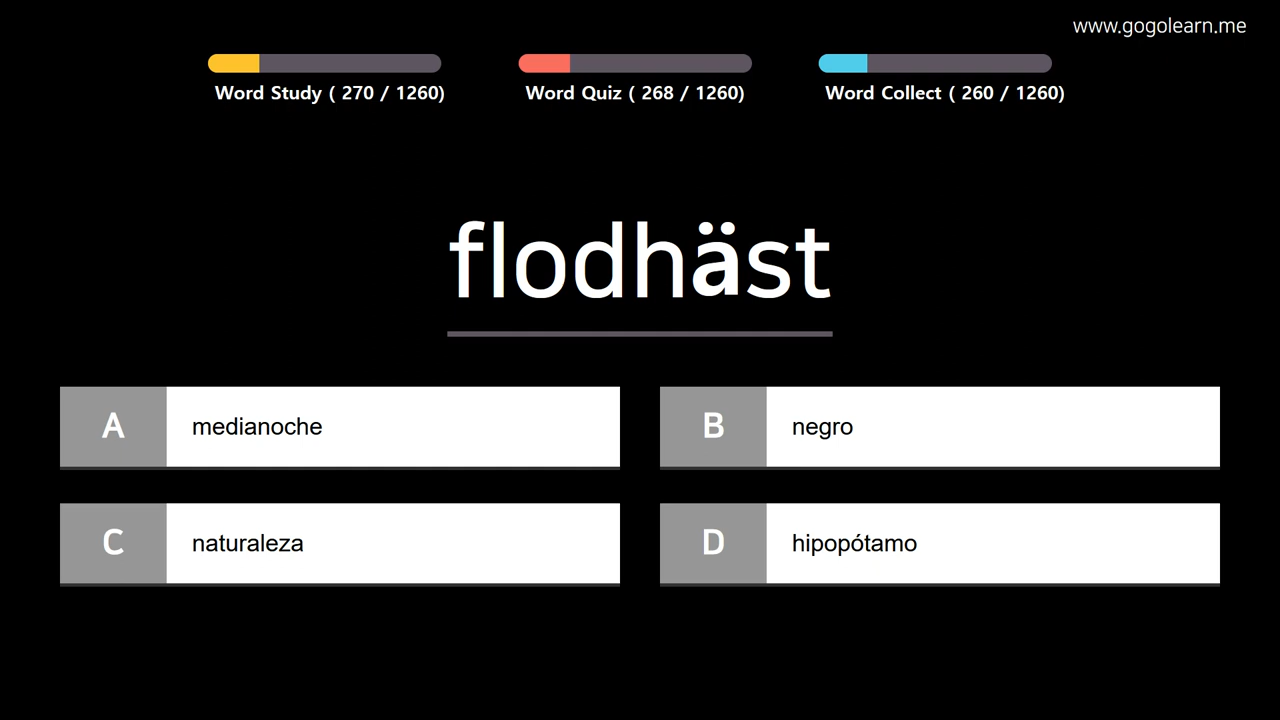 www.gogolearn.me
Word Study ( 270 / 1260)
Word Quiz ( 268 / 1260)
Word Collect ( 260 / 1260)
flodhäst
A medianoche
B negro
C naturaleza
D hipopótamo